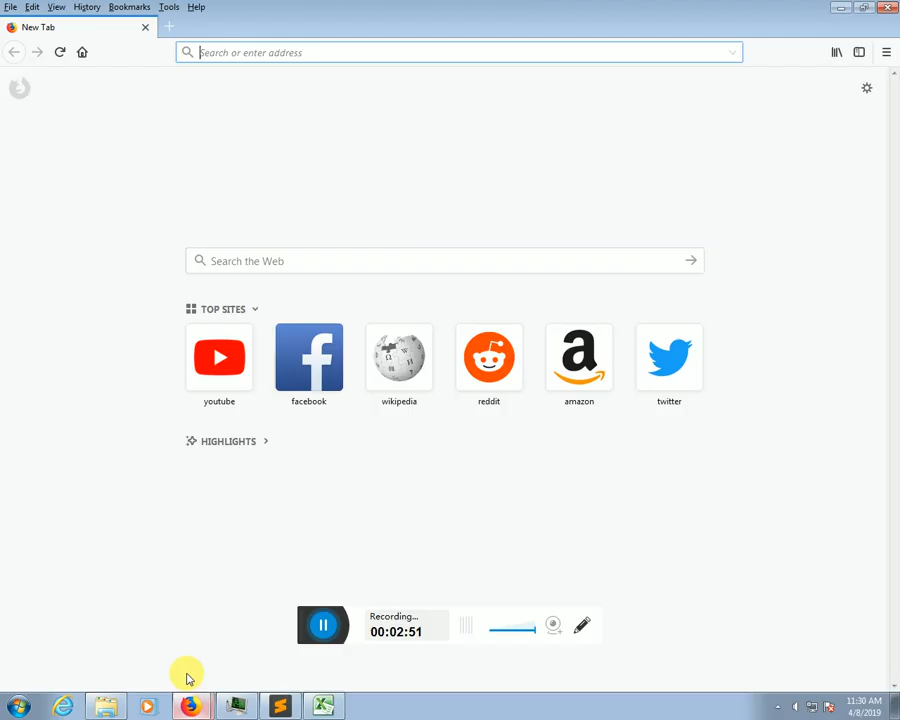 File Edit View History Bookmarks Tools Help
New Tab
Search or enter address
Search the Web
TOP SITES
youtube facebook wikipedia reddit amazon twitter
HIGHLIGHTS
Recording...
00:02:51
11:30 AM
4/8/2019